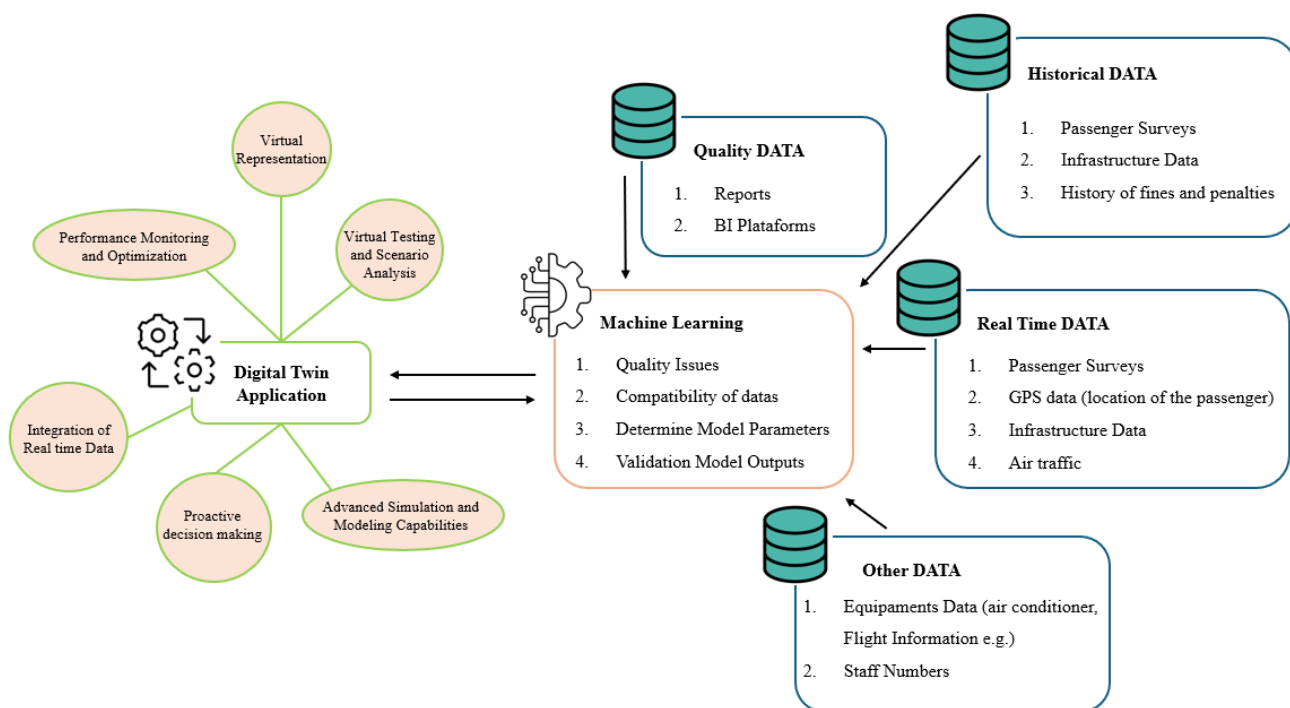 Virtual
Representation
Performance Monitoring
and Optimization
Virtual Testing
and Scenario
Analysis
Digital Twin
Application
Integration of
Real time Data
Proactive
decision making
Advanced Simulation and
Modeling Capabilities
Quality DATA
1. Reports
2. BI Plataforms
Machine Learning
1. Quality Issues
2. Compatibility of datas
3. Determine Model Parameters
4. Validation Model Outputs
Historical DATA
1. Passenger Surveys
2. Infrastructure Data
3. History of fines and penalties
Real Time DATA
1. Passenger Surveys
2. GPS data (location of the passenger)
3. Infrastructure Data
4. Air traffic
Other DATA
1. Equipaments Data (air conditioner,
Flight Information e.g.)
2. Staff Numbers